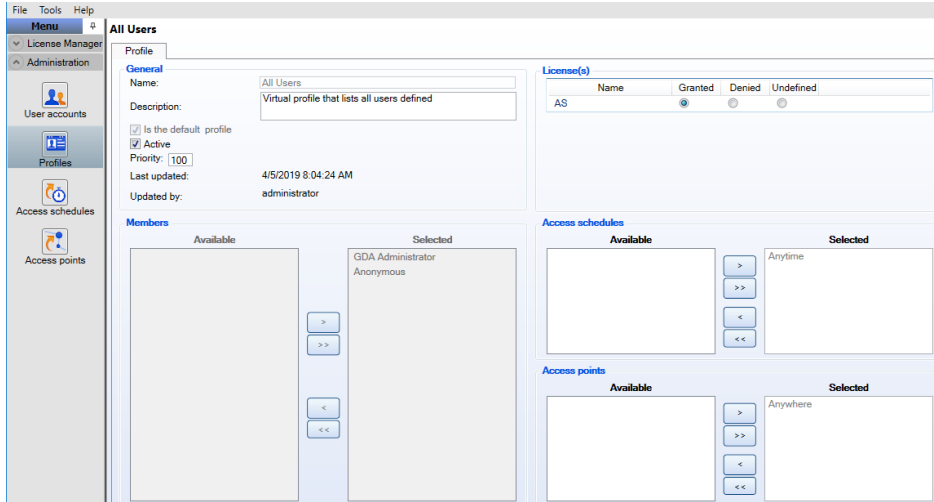 File Tools Help
Menu
License Manager
Administration
User accounts
Profiles
Access schedules
Access points
All Users
Profile
General
Name: All Users
Description: Virtual profile that lists all users defined
Is the default profile
Active
Priority: 100
Last updated: 4/5/2019 8:04:24 AM
Updated by: administrator
License(s)
Name Granted Denied Undefined
AS
Members
Available Selected
GDA Administrator
Anonymous
>
>>
<
<<
Access schedules
Available Selected
Anytime
>
>>
<
<<
Access points
Available Selected
Anywhere
>
>>
<
<<